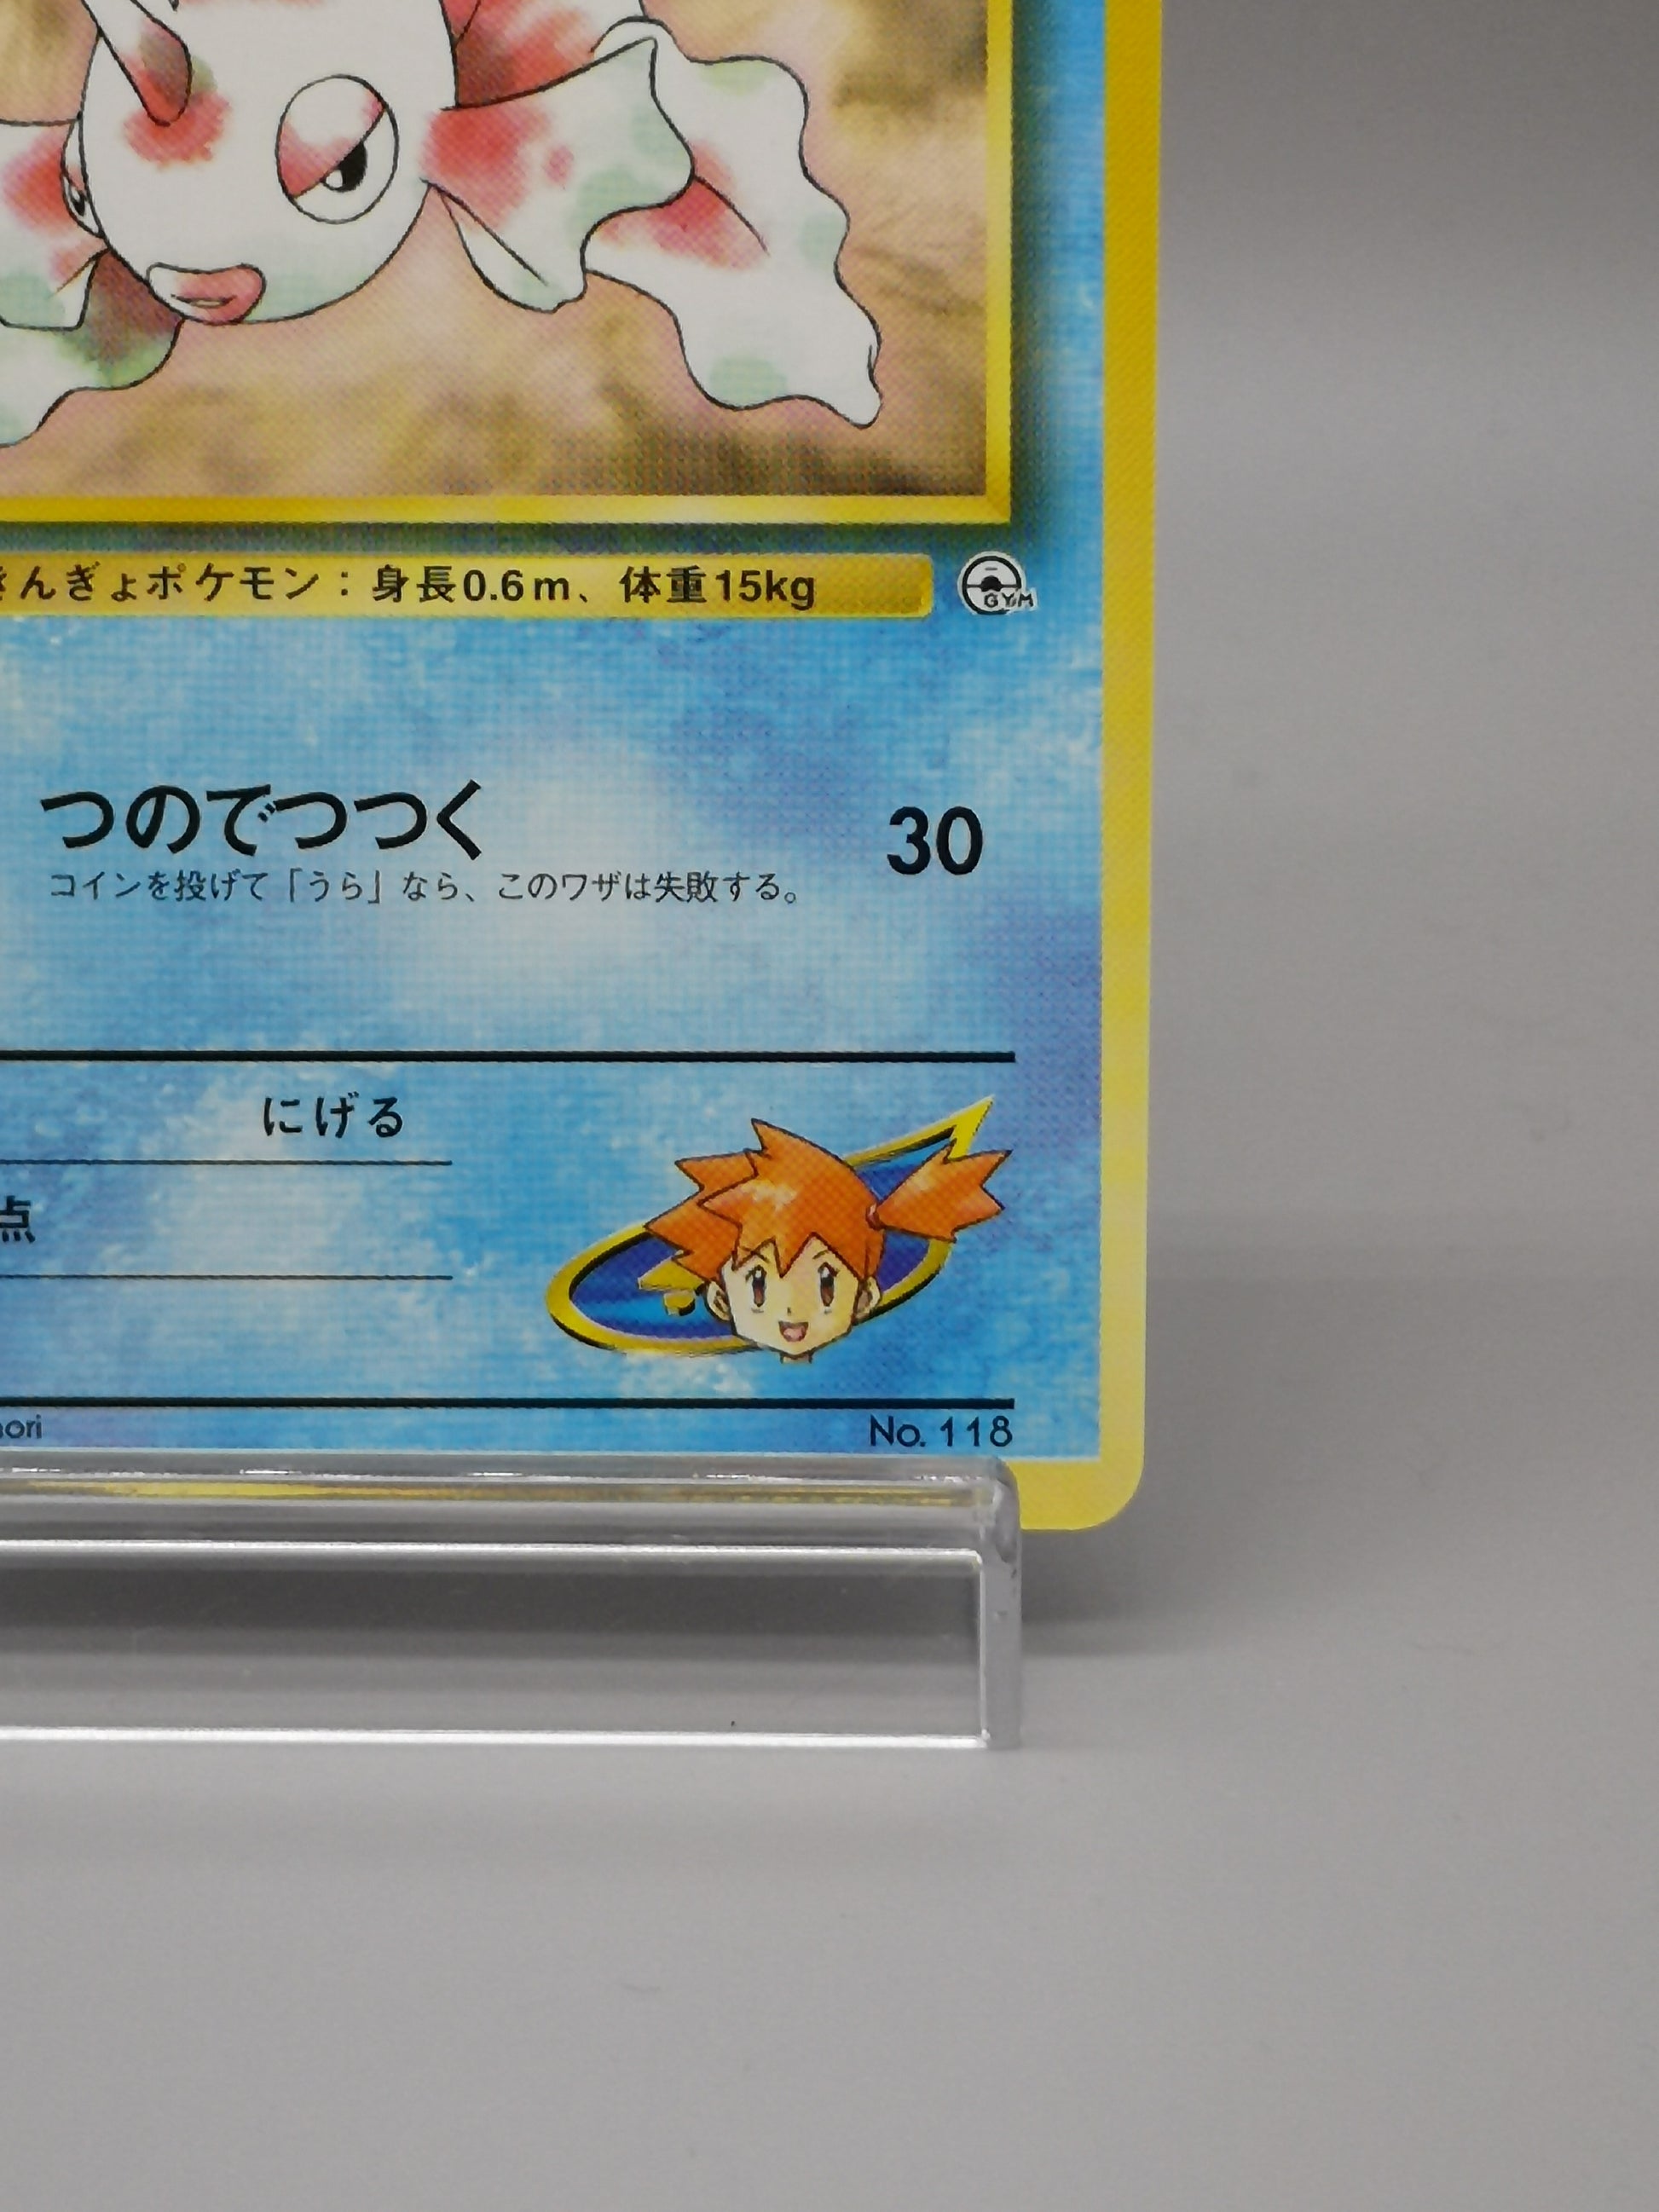 きんぎょポケモン：身長0.6m、体重15kg
GYM
つのでつつく 30
コインを投げて「うら」なら、このワザは失敗する。
にげる
点
No. 118